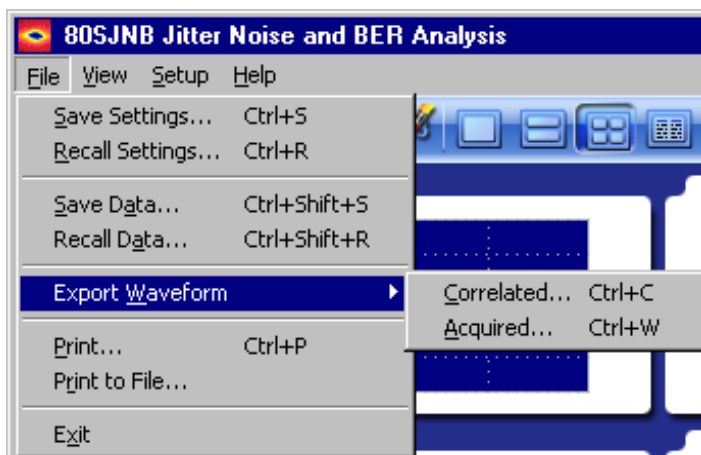 80SJNB Jitter Noise and BER Analysis
File View Setup Help
Save Settings... Ctrl+S
Recall Settings... Ctrl+R
Save Data... Ctrl+Shift+S
Recall Data... Ctrl+Shift+R
Export Waveform
Correlated... Ctrl+C
Acquired... Ctrl+W
Print... Ctrl+P
Print to File...
Exit